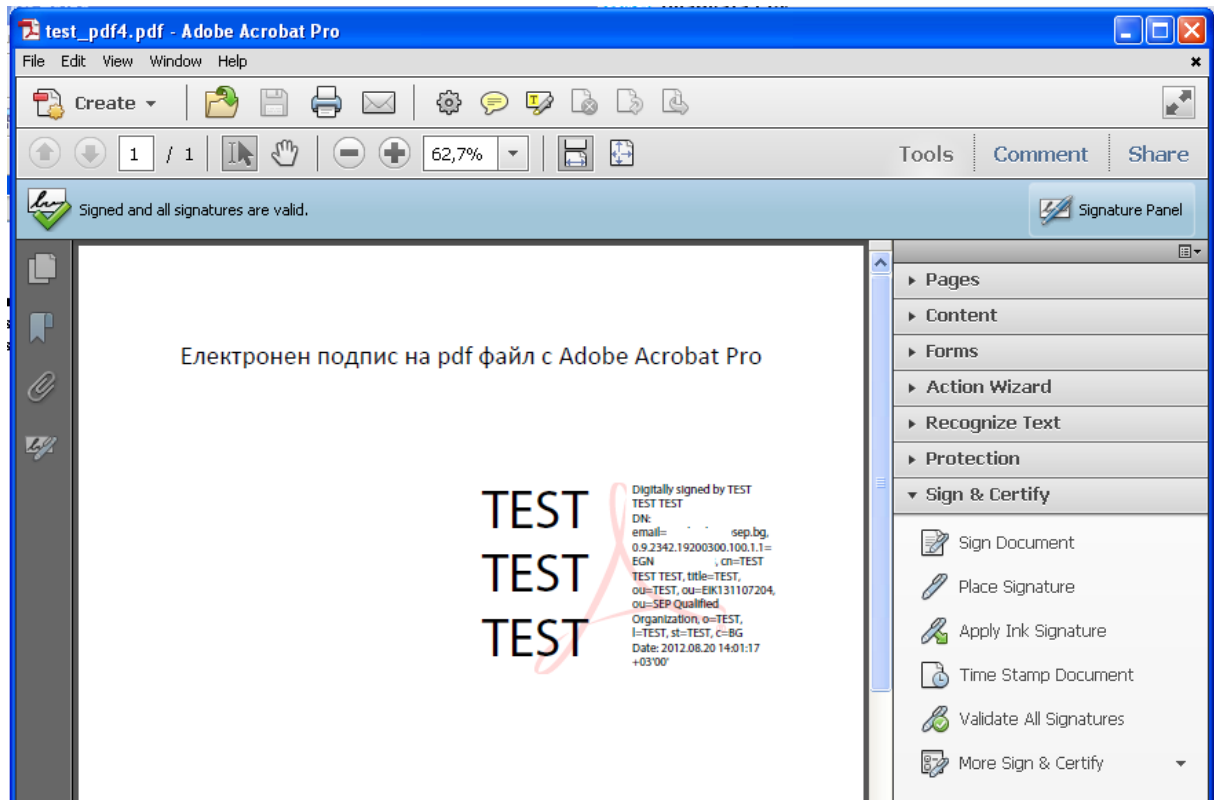 test_pdf4.pdf - Adobe Acrobat Pro
File Edit View Window Help
Create
1 / 1 62,7% Tools Comment Share
Signed and all signatures are valid. Signature Panel
Електронен подпис на pdf файл с Adobe Acrobat Pro
TEST
TEST
TEST
Digitally signed by TEST
TEST TEST
DN:
email= sep.bg,
0.9.2342.19200300.100.1.1=
EGN , cn=TEST
TEST TEST, title=TEST,
ou=TEST, ou=EIK131107204,
ou=SEP Qualified
Organization, o=TEST,
l=TEST, st=TEST, c=BG
Date: 2012.08.20 14:01:17
+03'00'
Pages
Content
Forms
Action Wizard
Recognize Text
Protection
Sign & Certify
Sign Document
Place Signature
Apply Ink Signature
Time Stamp Document
Validate All Signatures
More Sign & Certify